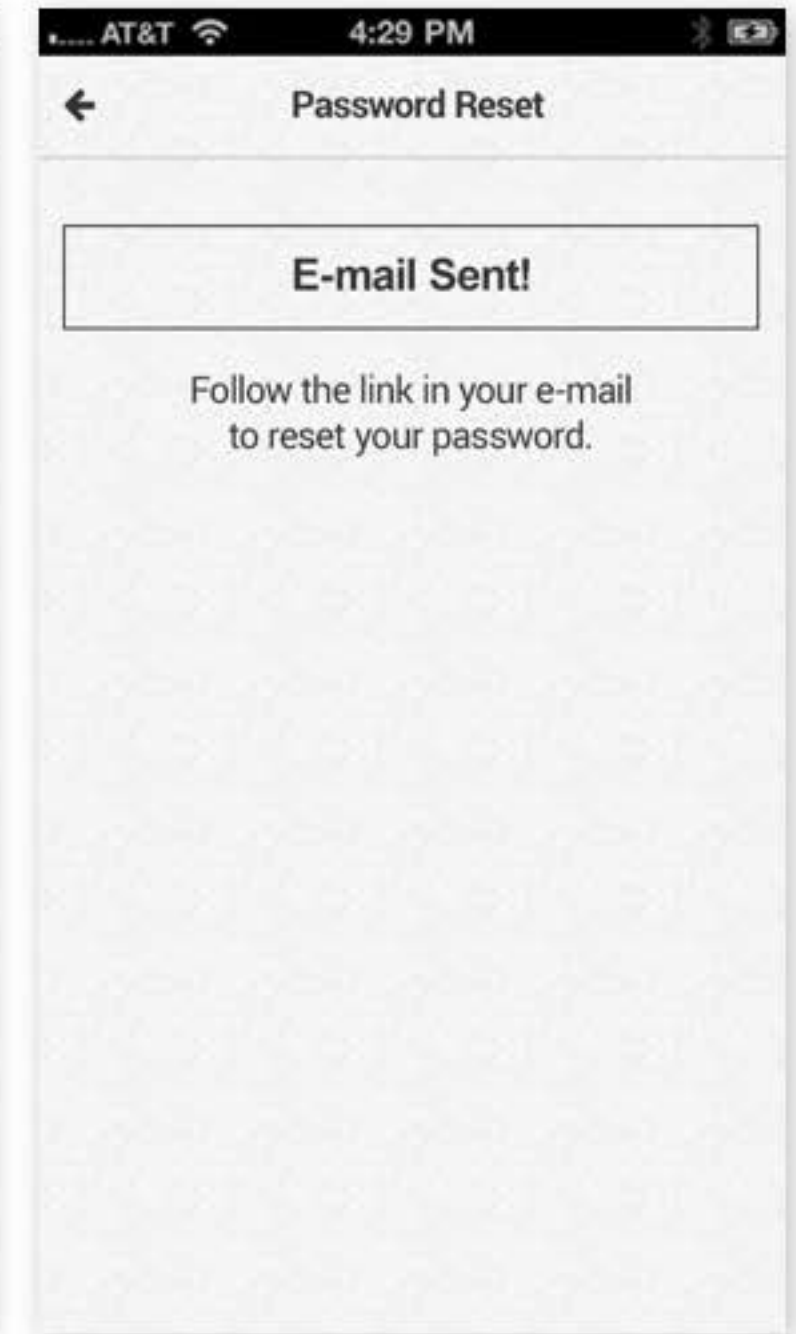 AT&T 4:29 PM
Password Reset
E-mail Sent!
Follow the link in your e-mail
to reset your password.